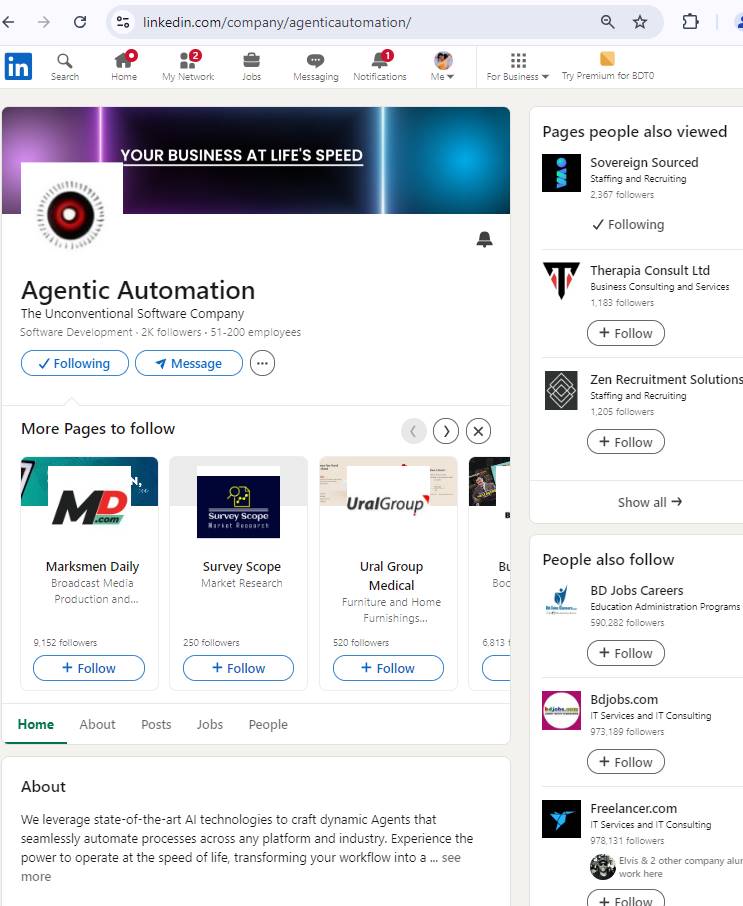 linkedin.com/company/agenticautomation/
in
Search
Home
2
My Network
Jobs
Messaging
1
Notifications
Me
For Business
Try Premium for BDT0
YOUR BUSINESS AT LIFE'S SPEED
Agentic Automation
The Unconventional Software Company
Software Development · 2K followers · 51-200 employees
Following
Message
More Pages to follow
MD
.com
Marksmen Daily
Broadcast Media
Production and...
9,152 followers
+ Follow
Survey Scope
Market Research
Survey Scope
Market Research
250 followers
+ Follow
UralGroup
Ural Group
Medical
Furniture and Home
Furnishings...
520 followers
+ Follow
Bu
Boo
6,813 f
Home
About
Posts
Jobs
People
About
We leverage state-of-the-art AI technologies to craft dynamic Agents that
seamlessly automate processes across any platform and industry. Experience the
power to operate at the speed of life, transforming your workflow into a ... see
more
Pages people also viewed
Sovereign Sourced
Staffing and Recruiting
2,367 followers
Following
Therapia Consult Ltd
Business Consulting and Services
1,183 followers
+ Follow
Zen Recruitment Solutions
Staffing and Recruiting
1,205 followers
+ Follow
Show all →
People also follow
BD Jobs Careers
Education Administration Programs
590,282 followers
+ Follow
bdjobs.com
Bdjobs.com
IT Services and IT Consulting
973,189 followers
+ Follow
Freelancer.com
IT Services and IT Consulting
978,131 followers
Elvis & 2 other company alur
work here
+ Follow